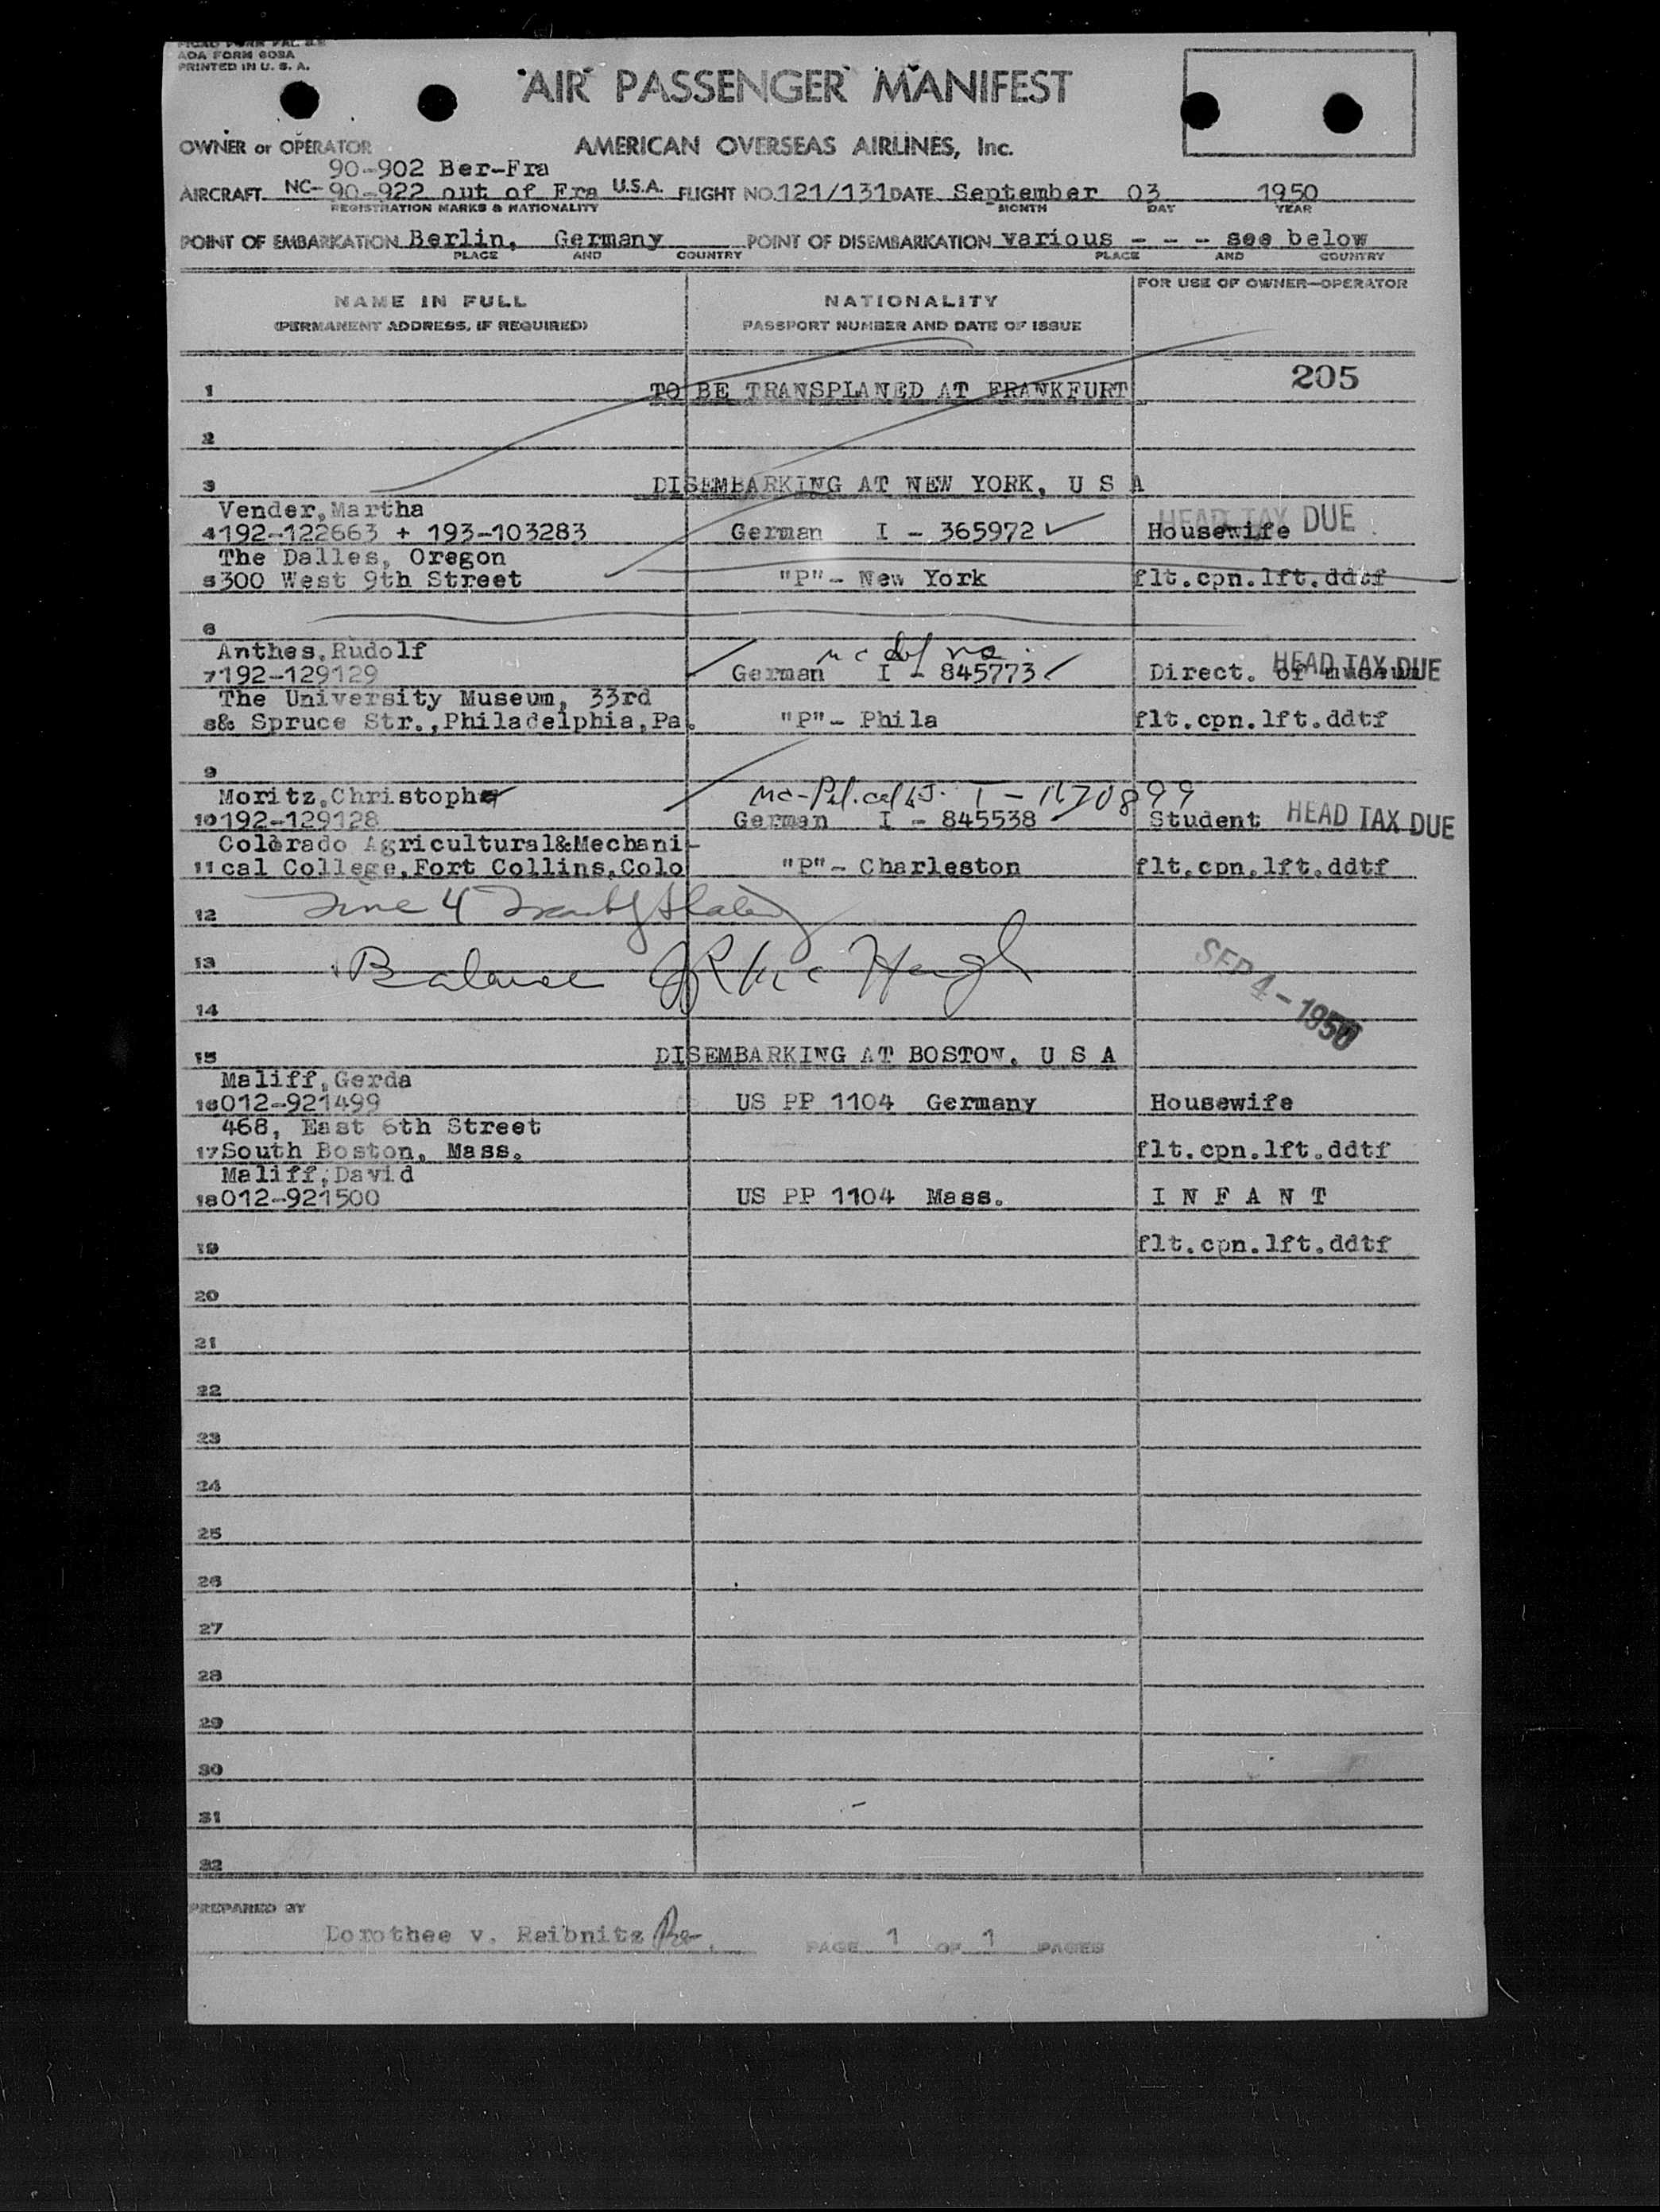 AOA FORM 603A
PRINTED IN U. S. A.
AIR PASSENGER MANIFEST
OWNER or OPERATOR AMERICAN OVERSEAS AIRLINES, Inc.
90-902 Ber-Fra
AIRCRAFT NC- 90-922 out of Fra U.S.A. FLIGHT NO. 121/131 DATE September 03 1950
REGISTRATION MARKS & NATIONALITY MONTH DAY YEAR
POINT OF EMBARKATION Berlin, Germany POINT OF DISEMBARKATION various - - - see below
PLACE AND COUNTRY PLACE AND COUNTRY
NAME IN FULL NATIONALITY FOR USE OF OWNER-OPERATOR
(PERMANENT ADDRESS, IF REQUIRED) PASSPORT NUMBER AND DATE OF ISSUE
1 TO BE TRANSPLANED AT FRANKFURT 205
2
3 DISEMBARKING AT NEW YORK, U S A
Vender,Martha HEAD TAX DUE
4 192-122663 + 193-103283 German I - 365972 Housewife
The Dalles, Oregon
5 300 West 9th Street "P"- New York flt.cpn.lft.ddtf
6
Anthes,Rudolf
7 192-129129 German I - 845773 Direct. of museum HEAD TAX DUE
The University Museum, 33rd
8 & Spruce Str.,Philadelphia,Pa. "P"- Phila flt.cpn.lft.ddtf
9
Moritz,Christoph
10 192-129128 German I - 845538 Student HEAD TAX DUE
Colorado Agricultural&Mechani-
11 cal College,Fort Collins,Colo "P"- Charleston flt.cpn.lft.ddtf
12
13 Balance
SEP 4 - 1950
14
15 DISEMBARKING AT BOSTON, U S A
Maliff,Gerda
16 012-921499 US PP 1104 Germany Housewife
468, East 6th Street
17 South Boston, Mass. flt.cpn.lft.ddtf
Maliff,David
18 012-921500 US PP 1104 Mass. I N F A N T
19 flt.cpn.lft.ddtf
20
21
22
23
24
25
26
27
28
29
30
31
32
PREPARED BY
Dorothee v. Reibnitz PAGE 1 OF 1 PAGES